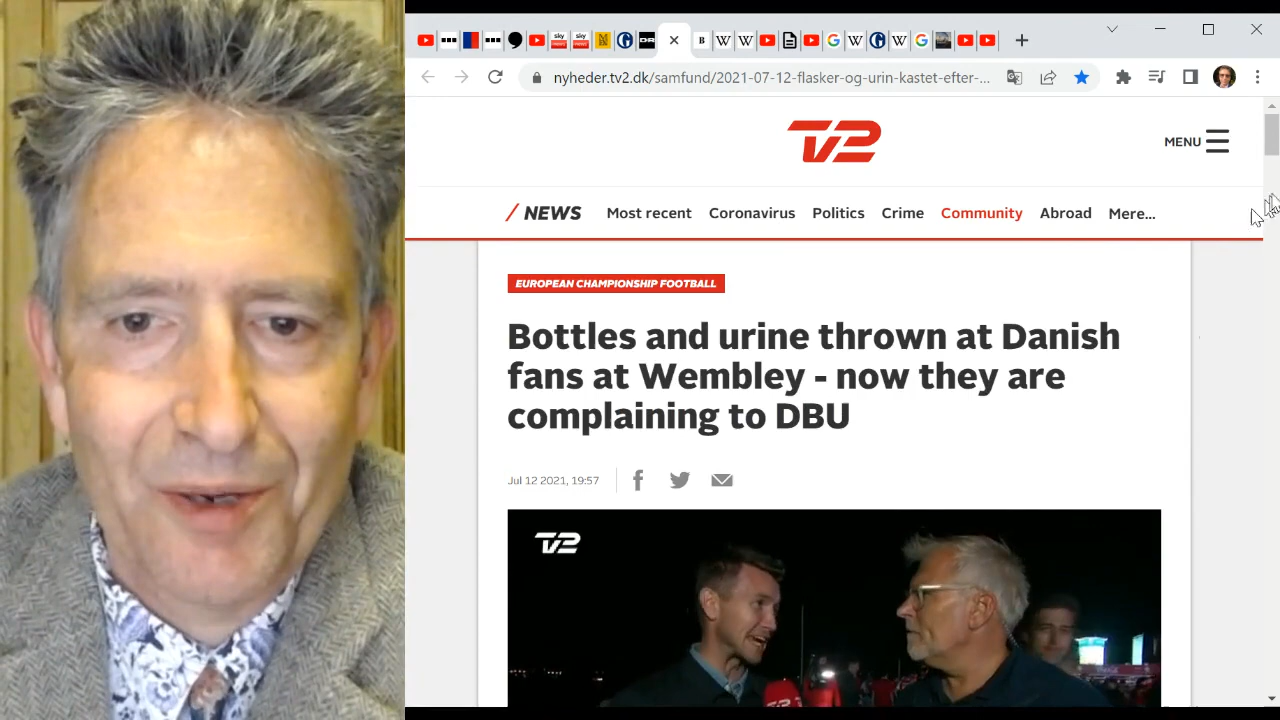 nyheder.tv2.dk/samfund/2021-07-12-flasker-og-urin-kastet-efter-...
TV2
MENU
/ NEWS Most recent Coronavirus Politics Crime Community Abroad Mere...
EUROPEAN CHAMPIONSHIP FOOTBALL
Bottles and urine thrown at Danish
fans at Wembley - now they are
complaining to DBU
Jul 12 2021, 19:57
TV2